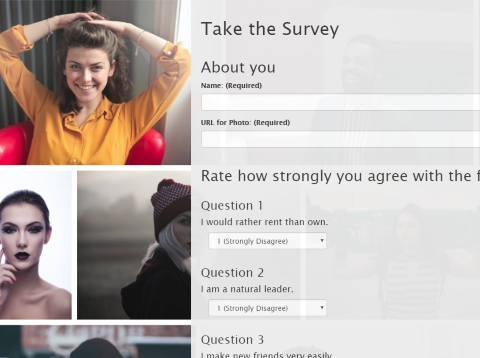 Take the Survey
About you
Name: (Required)
URL for Photo: (Required)
Rate how strongly you agree with the f
Question 1
I would rather rent than own.
1 (Strongly Disagree)
Question 2
I am a natural leader.
1 (Strongly Disagree)
Question 3
I make new friends very easily.